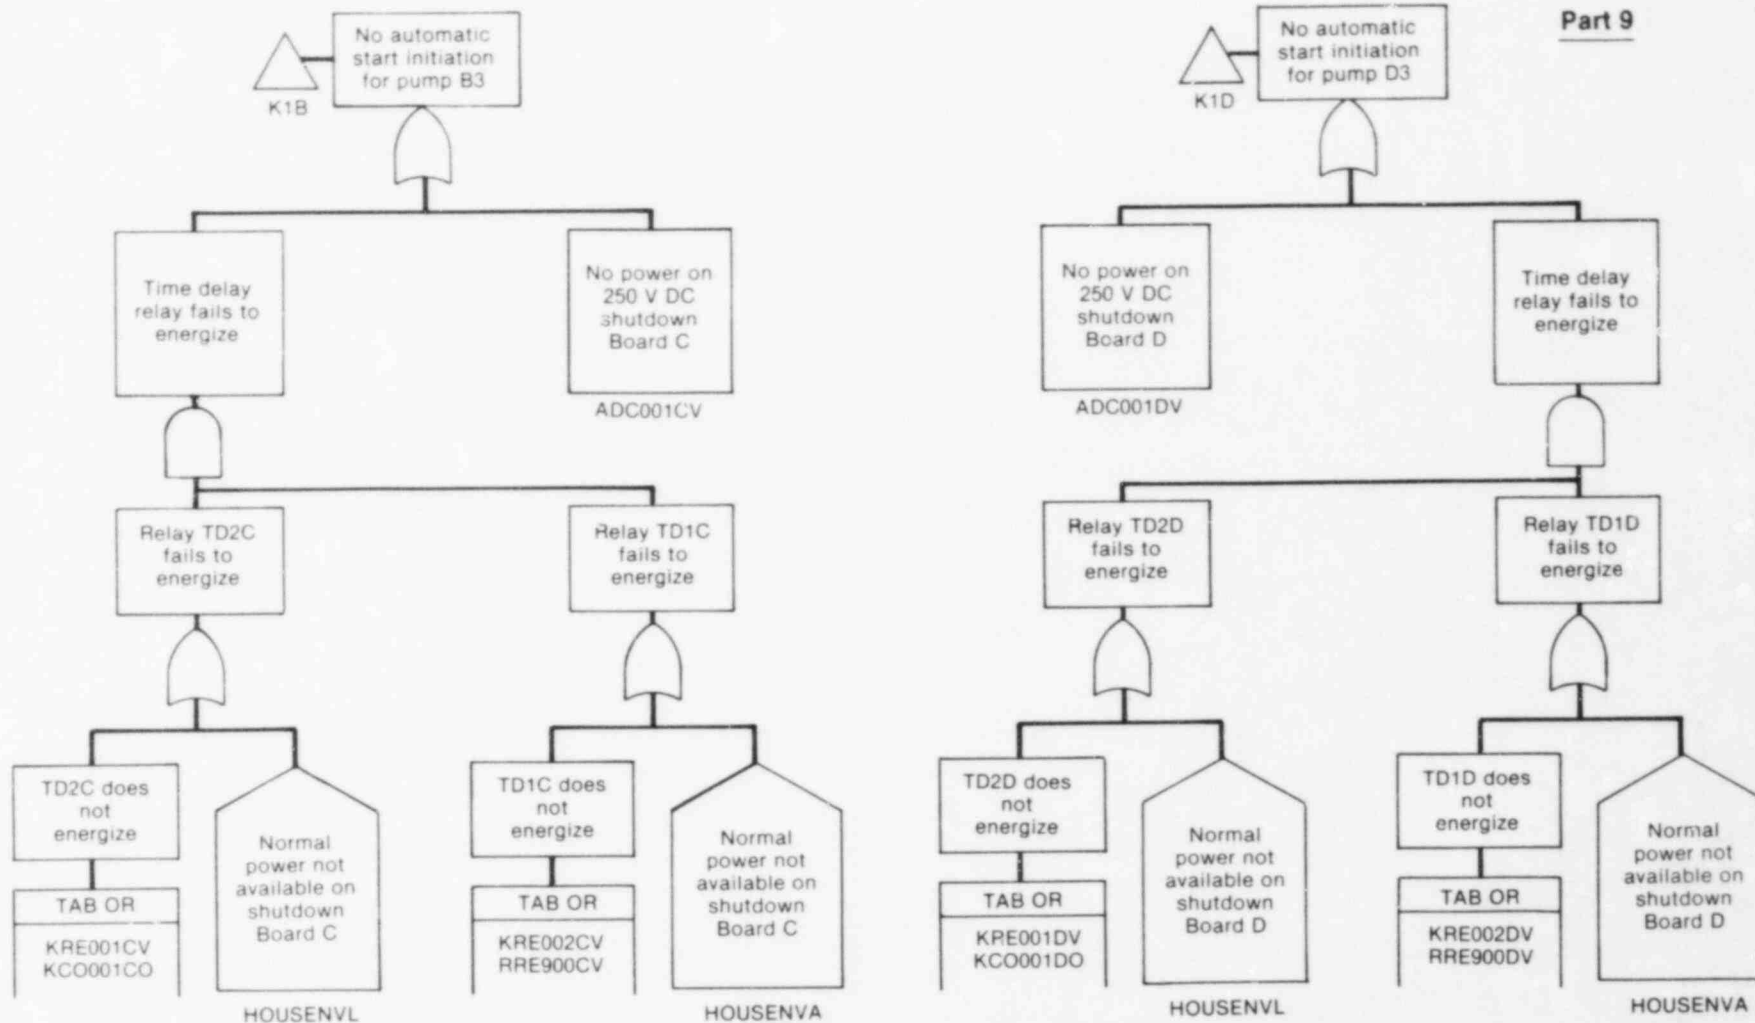 Part 9
No automatic
start initiation
for pump B3
K1B
Time delay
relay fails to
energize
No power on
250 V DC
shutdown
Board C
ADC001CV
Relay TD2C
fails to
energize
Relay TD1C
fails to
energize
TD2C does
not
energize
TAB OR
KRE001CV
KCO001CO
Normal
power not
available on
shutdown
Board C
HOUSENVL
TD1C does
not
energize
TAB OR
KRE002CV
RRE900CV
Normal
power not
available on
shutdown
Board C
HOUSENVA
No automatic
start initiation
for pump D3
K1D
No power on
250 V DC
shutdown
Board D
ADC001DV
Time delay
relay fails to
energize
Relay TD2D
fails to
energize
Relay TD1D
fails to
energize
TD2D does
not
energize
TAB OR
KRE001DV
KCO001DO
Normal
power not
available on
shutdown
Board D
HOUSENVL
TD1D does
not
energize
TAB OR
KRE002DV
RRE900DV
Normal
power not
available on
shutdown
Board D
HOUSENVA